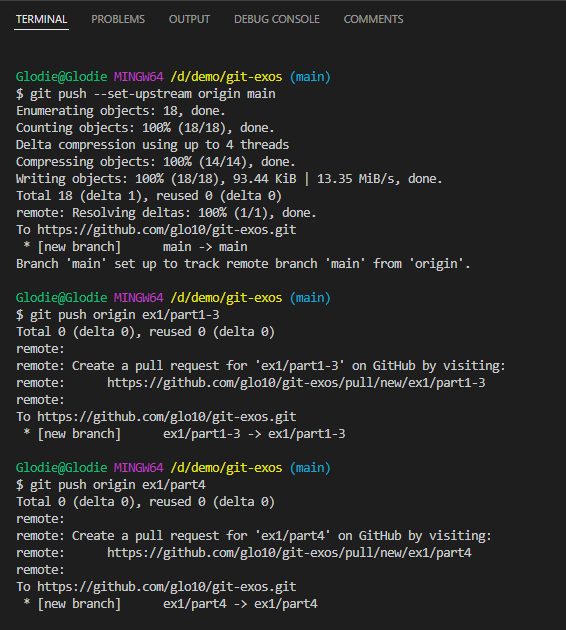 TERMINAL PROBLEMS OUTPUT DEBUG CONSOLE COMMENTS
Glodie@Glodie MINGW64 /d/demo/git-exos (main)
$ git push --set-upstream origin main
Enumerating objects: 18, done.
Counting objects: 100% (18/18), done.
Delta compression using up to 4 threads
Compressing objects: 100% (14/14), done.
Writing objects: 100% (18/18), 93.44 KiB | 13.35 MiB/s, done.
Total 18 (delta 1), reused 0 (delta 0)
remote: Resolving deltas: 100% (1/1), done.
To https://github.com/glo10/git-exos.git
 * [new branch]      main -> main
Branch 'main' set up to track remote branch 'main' from 'origin'.
Glodie@Glodie MINGW64 /d/demo/git-exos (main)
$ git push origin ex1/part1-3
Total 0 (delta 0), reused 0 (delta 0)
remote:
remote: Create a pull request for 'ex1/part1-3' on GitHub by visiting:
remote:      https://github.com/glo10/git-exos/pull/new/ex1/part1-3
remote:
To https://github.com/glo10/git-exos.git
 * [new branch]      ex1/part1-3 -> ex1/part1-3
Glodie@Glodie MINGW64 /d/demo/git-exos (main)
$ git push origin ex1/part4
Total 0 (delta 0), reused 0 (delta 0)
remote:
remote: Create a pull request for 'ex1/part4' on GitHub by visiting:
remote:      https://github.com/glo10/git-exos/pull/new/ex1/part4
remote:
To https://github.com/glo10/git-exos.git
 * [new branch]      ex1/part4 -> ex1/part4